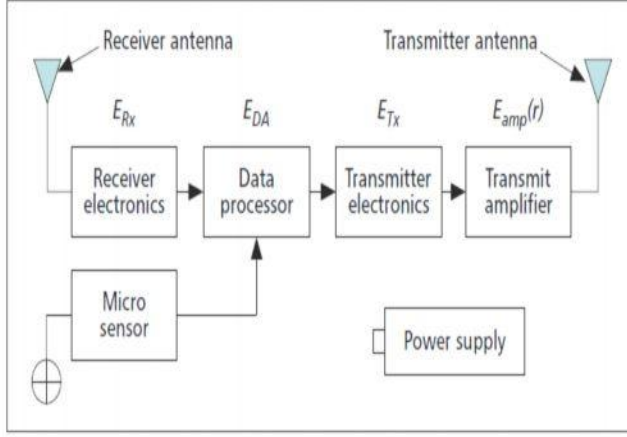 Receiver antenna
Transmitter antenna
E_Rx
E_DA
E_Tx
E_amp(r)
Receiver
electronics
Data
processor
Transmitter
electronics
Transmit
amplifier
Micro
sensor
Power supply